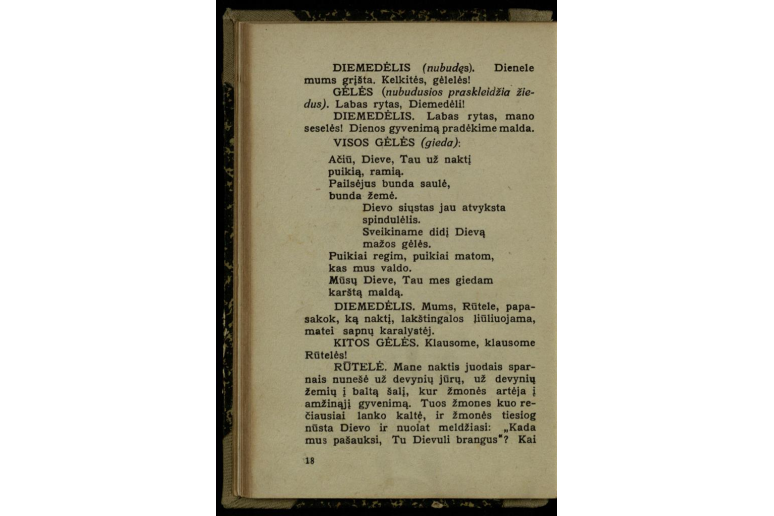 DIEMEDĖLIS (nubudęs). Dienele
mums grįšta. Kelkitės, gėlelės!
GĖLĖS (nubudusios praskleidžia žie-
dus). Labas rytas, Diemedėli!
DIEMEDĖLIS. Labas rytas, mano
seselės! Dienos gyvenimą pradėkime malda.
VISOS GĖLĖS (gieda):
Ačiū, Dieve, Tau už naktį
puikią, ramią.
Pailsėjus bunda saulė,
bunda žemė.
Dievo siųstas jau atvyksta
spindulėlis.
Sveikiname didį Dievą
mažos gėlės.
Puikiai regim, puikiai matom,
kas mus valdo.
Mūsų Dieve, Tau mes giedam
karštą maldą.
DIEMEDĖLIS. Mums, Rūtele, papa-
sakok, ką naktį, lakštingalos įliūliuojama,
matei sapnų karalystėj.
KITOS GĖLĖS. Klausome, klausome
Rūtelės!
RŪTELĖ. Mane naktis juodais spar-
nais nunešė už devynių jūrų, už devynių
žemių į baltą šalį, kur žmonės artėja į
amžinąjį gyvenimą. Tuos žmones kuo re-
čiausiai lanko kaltė, ir žmonės tiesiog
nūsta Dievo ir nuolat meldžiasi: „Kada
mus pašauksi, Tu Dievuli brangus"? Kai
18